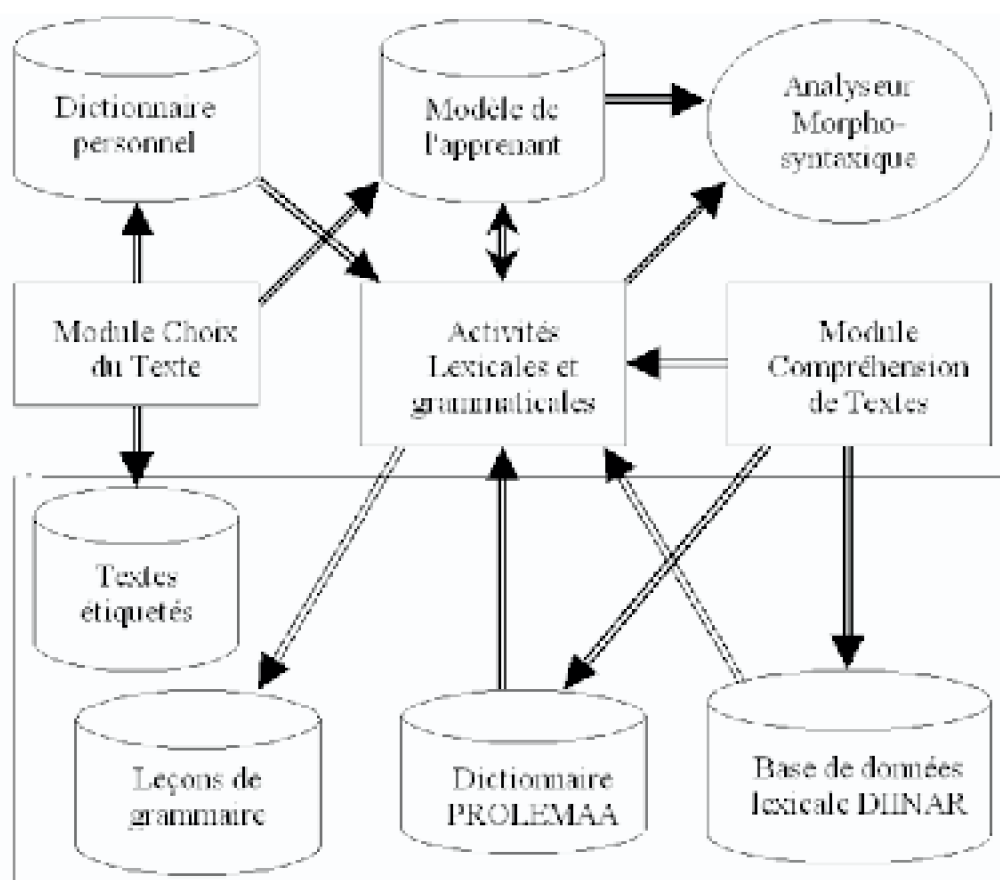 Dictionnaire
personnel
Modèle de
l'apprenant
Analyseur
Morpho-
syntaxique
Module Choix
du Texte
Activités
Lexicales et
grammaticales
Module
Compréhension
de Textes
Textes
étiquetés
Leçons de
grammaire
Dictionnaire
PROLEMAA
Base de données
lexicale DIINAR